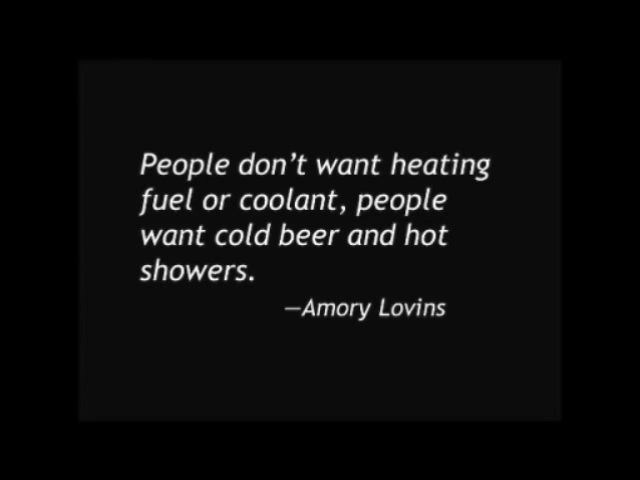 People don’t want heating
fuel or coolant, people
want cold beer and hot
showers.
—Amory Lovins